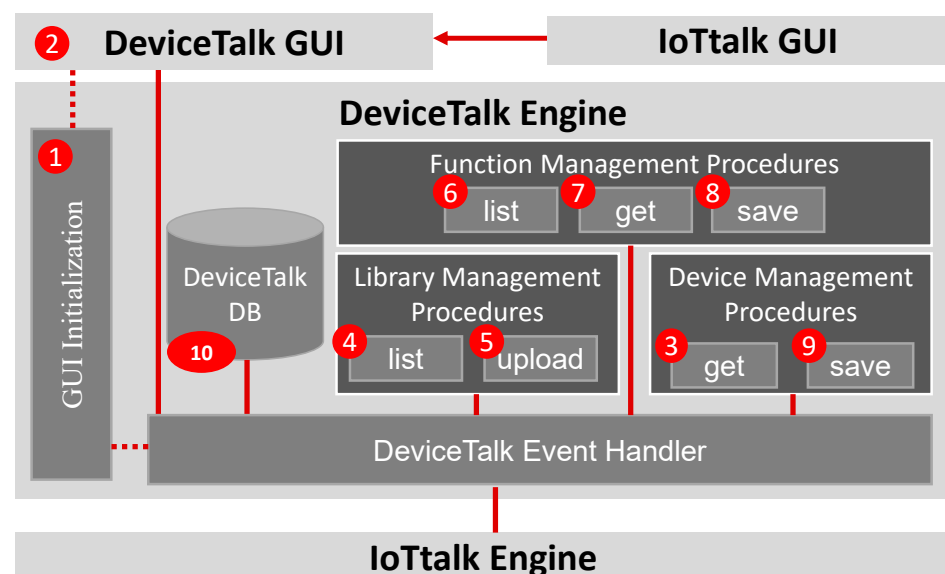 2
DeviceTalk GUI
IoTtalk GUI
DeviceTalk Engine
1
GUI Initialization
Function Management Procedures
6
list
7
get
8
save
DeviceTalk
DB
10
Library Management
Procedures
4
list
5
upload
Device Management
Procedures
3
get
9
save
DeviceTalk Event Handler
IoTtalk Engine